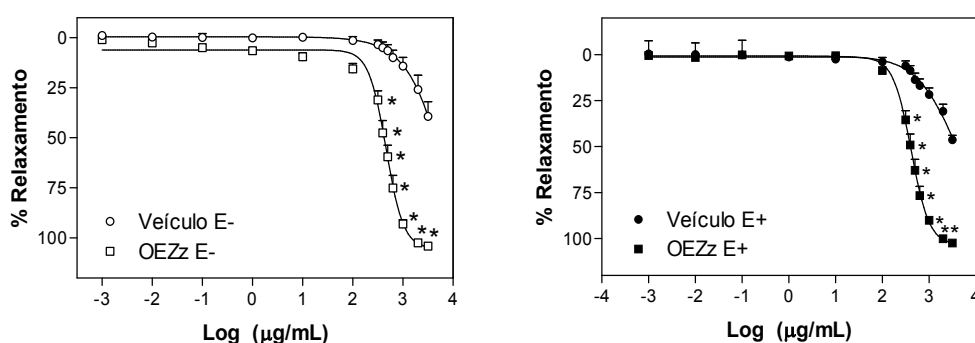 0
25
50
75
100
% Relaxamento
* * * * * * *
Veículo E-
OEZz E-
-3 -2 -1 0 1 2 3 4
Log (µg/mL)
0
25
50
75
100
% Relaxamento
* * * * * **
Veículo E+
OEZz E+
-4 -3 -2 -1 0 1 2 3 4
Log (µg/mL)